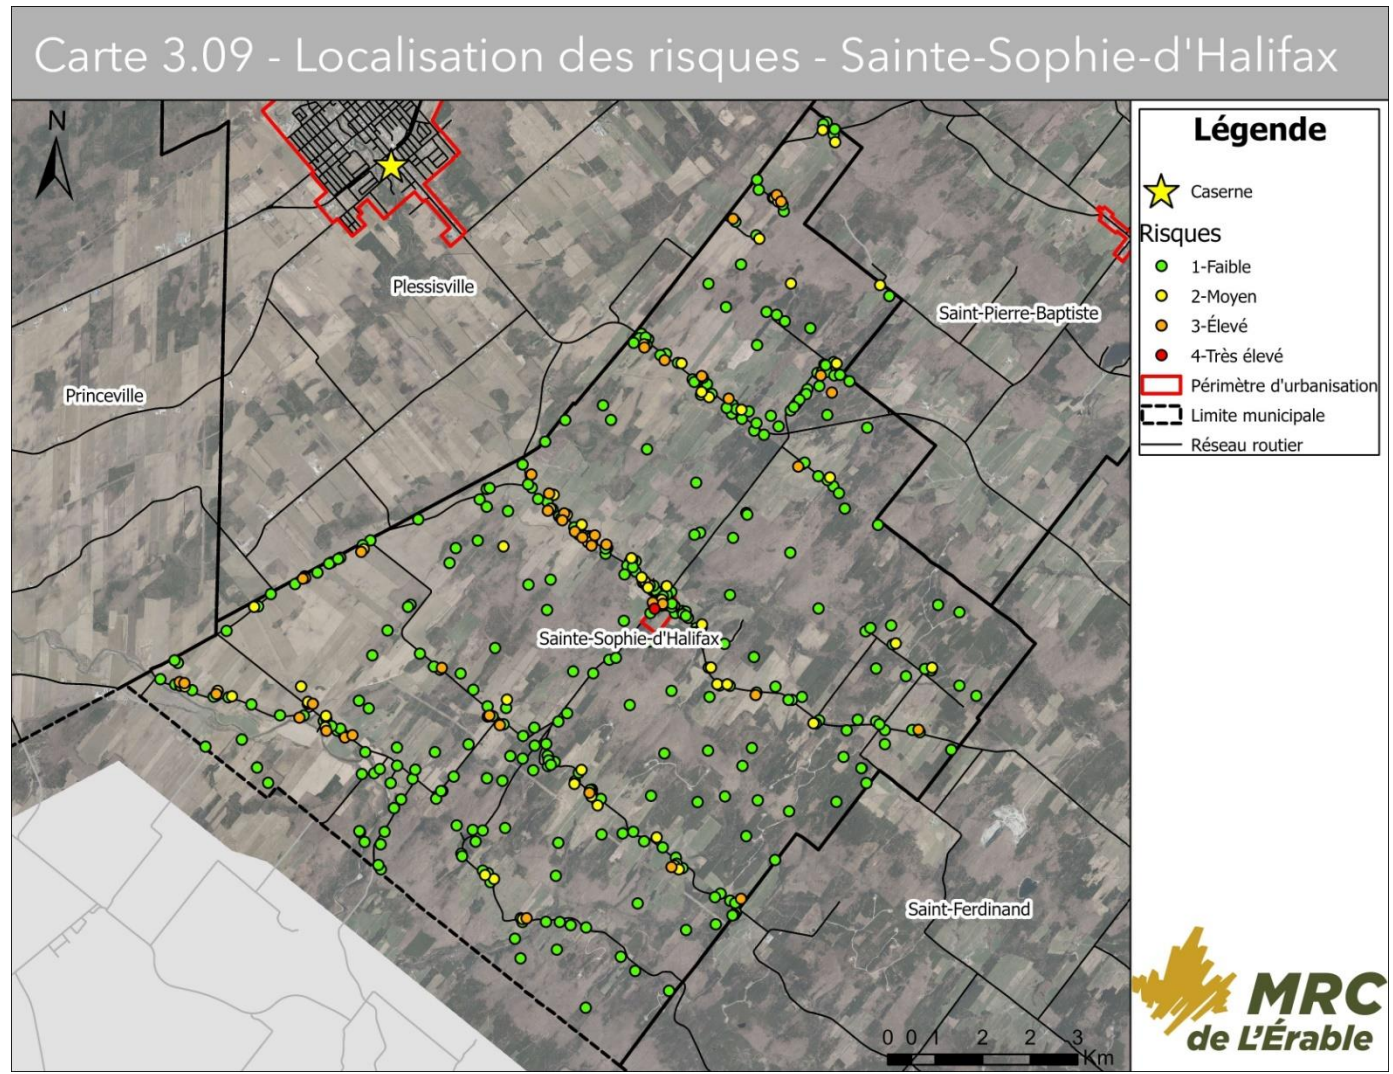 Carte 3.09 - Localisation des risques - Sainte-Sophie-d'Halifax
N
Légende
Caserne
Risques
1-Faible
2-Moyen
3-Élevé
4-Très élevé
Périmètre d'urbanisation
Limite municipale
Réseau routier
Plessisville
Saint-Pierre-Baptiste
Princeville
Sainte-Sophie-d'Halifax
Saint-Ferdinand
0 0 1 2 2 3
Km
MRC
de L'Érable